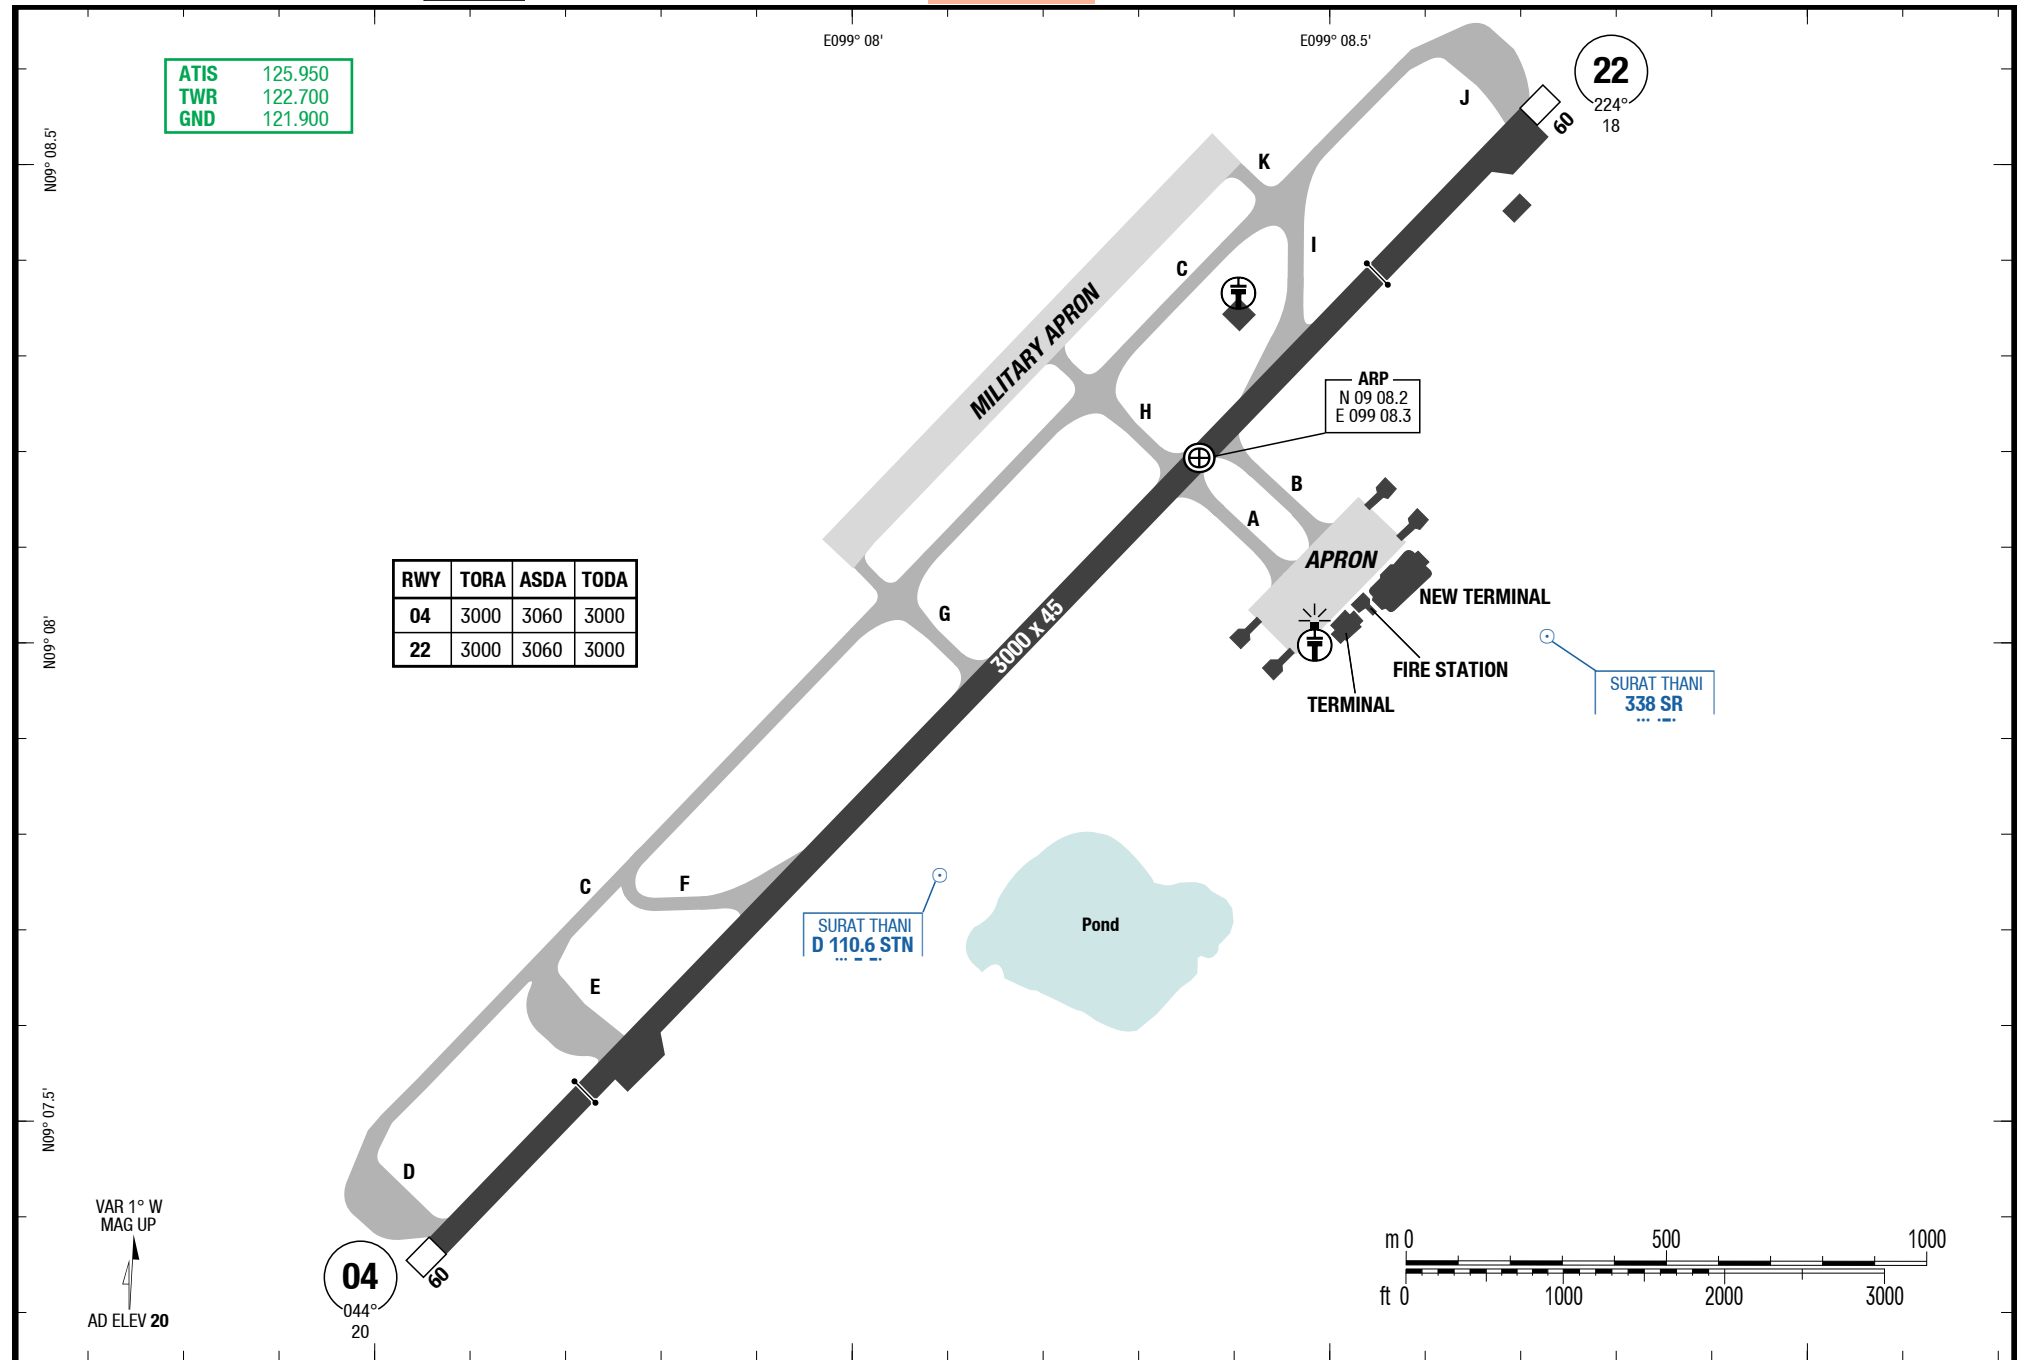 E099° 08'
E099° 08.5'
ATIS 125.950
TWR 122.700
GND 121.900
22
224°
18
60
J
K
I
C
N09° 08.5'
MILITARY APRON
ARP
N 09 08.2
E 099 08.3
H
B
A
APRON
RWY TORA ASDA TODA
04 3000 3060 3000
22 3000 3060 3000
NEW TERMINAL
G
3000 x 45
N09° 08'
FIRE STATION
TERMINAL
SURAT THANI
338 SR
C
F
SURAT THANI
D 110.6 STN
Pond
E
N09° 07.5'
D
VAR 1° W
MAG UP
AD ELEV 20
04
044°
20
60
m 0 500 1000
ft 0 1000 2000 3000